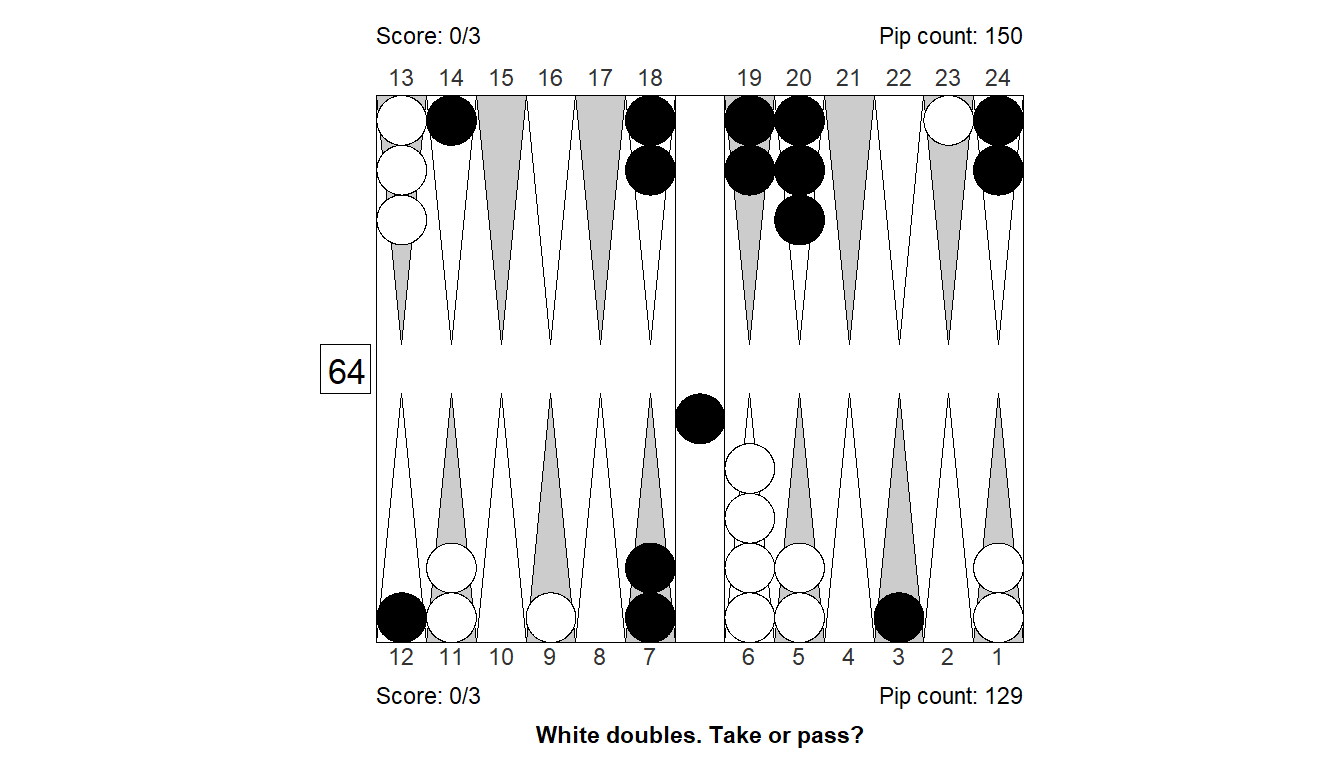 Score: 0/3 Pip count: 150
13 14 15 16 17 18 19 20 21 22 23 24
64
12 11 10 9 8 7 6 5 4 3 2 1
Score: 0/3 Pip count: 129
White doubles. Take or pass?